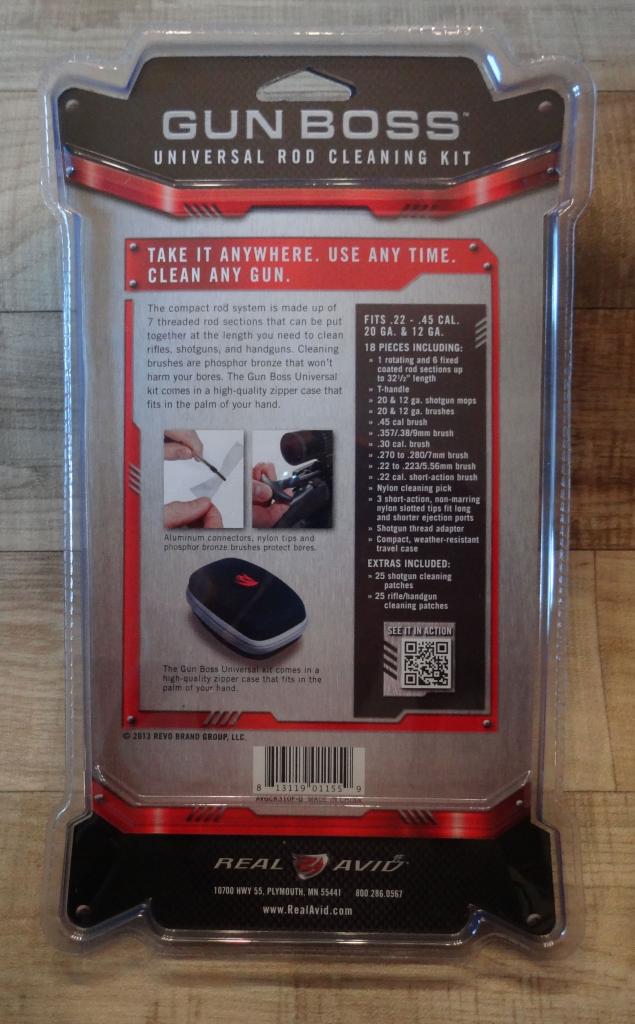 GUN BOSS™
UNIVERSAL ROD CLEANING KIT
TAKE IT ANYWHERE. USE ANY TIME.
CLEAN ANY GUN.
The compact rod system is made up of
7 threaded rod sections that can be put
together at the length you need to clean
rifles, shotguns, and handguns. Cleaning
brushes are phosphor bronze that won't
harm your bores. The Gun Boss Universal
kit comes in a high-quality zipper case that
fits in the palm of your hand.
Aluminum connectors, nylon tips and
phosphor bronze brushes protect bores.
The Gun Boss Universal kit comes in a
high-quality zipper case that fits in the
palm of your hand.
FITS .22 - .45 CAL.
20 GA. & 12 GA.
18 PIECES INCLUDING:
» 1 rotating and 6 fixed
coated rod sections up
to 32½" length
» T-handle
» 20 & 12 ga. shotgun mops
» 20 & 12 ga. brushes
» .45 cal brush
» .357/.38/9mm brush
» .30 cal. brush
» .270 to .280/7mm brush
» .22 to .223/5.56mm brush
» .22 cal. short-action brush
» Nylon cleaning pick
» 3 short-action, non-marring
nylon slotted tips fit long
and shorter ejection ports
» Shotgun thread adaptor
» Compact, weather-resistant
travel case
EXTRAS INCLUDED:
» 25 shotgun cleaning
patches
» 25 rifle/handgun
cleaning patches
SEE IT IN ACTION
© 2013 REVO BRAND GROUP, LLC.
8 13119 01155 9
MADE IN CHINA
REAL AVID
10700 HWY 55, PLYMOUTH, MN 55441 800.286.0567
www.RealAvid.com